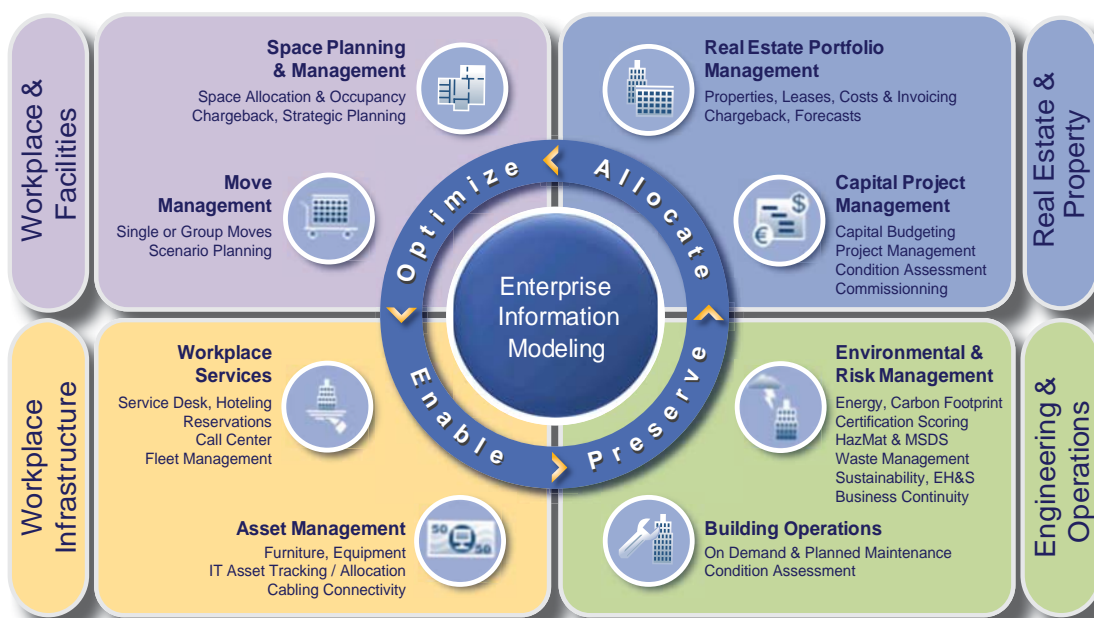 Workplace &
Facilities
Space Planning
& Management
Space Allocation & Occupancy
Chargeback, Strategic Planning
Move
Management
Single or Group Moves
Scenario Planning
Real Estate Portfolio
Management
Properties, Leases, Costs & Invoicing
Chargeback, Forecasts
Capital Project
Management
Capital Budgeting
Project Management
Condition Assessment
Commissionning
Real Estate &
Property
Optimize
Allocate
Enterprise
Information
Modeling
Enable
Preserve
Workplace
Infrastructure
Workplace
Services
Service Desk, Hoteling
Reservations
Call Center
Fleet Management
Asset Management
Furniture, Equipment
IT Asset Tracking / Allocation
Cabling Connectivity
50
50
Environmental &
Risk Management
Energy, Carbon Footprint
Certification Scoring
HazMat & MSDS
Waste Management
Sustainability, EH&S
Business Continuity
Building Operations
On Demand & Planned Maintenance
Condition Assessment
Engineering &
Operations
$
€